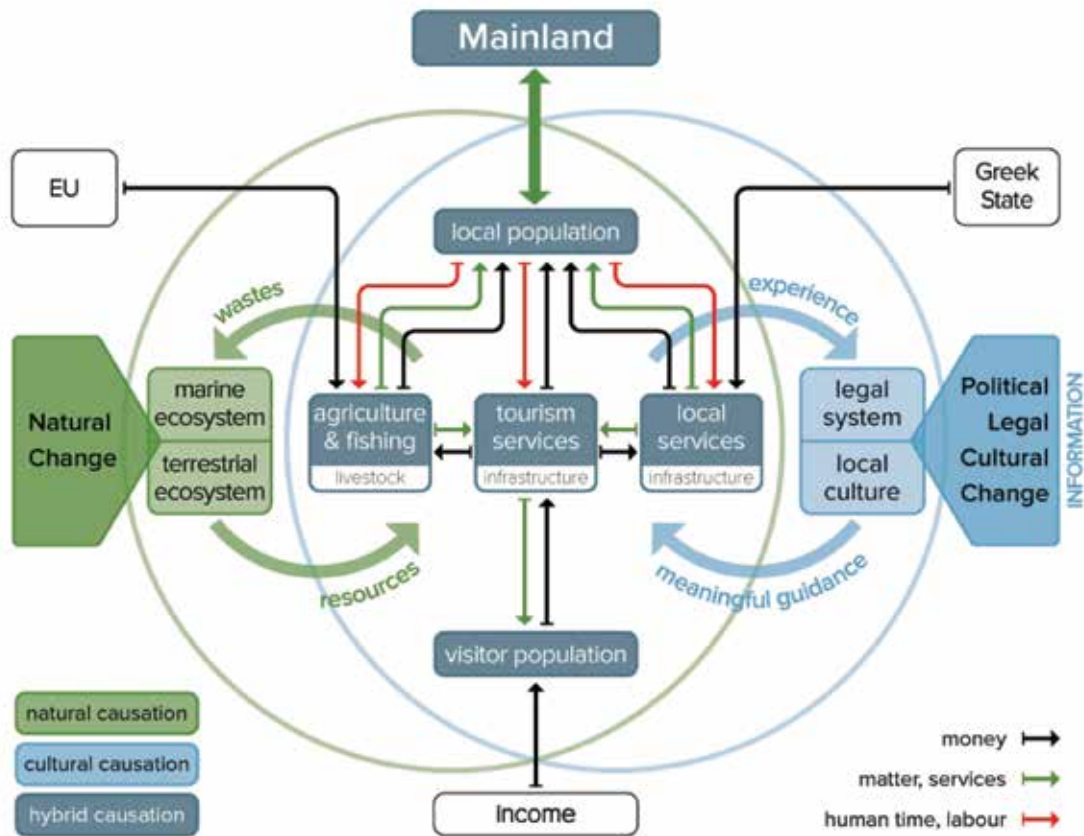 Mainland
EU
Greek
State
local population
wastes
experience
Natural
Change
marine
ecosystem
terrestrial
ecosystem
agriculture
& fishing
livestock
tourism
services
infrastructure
local
services
infrastructure
legal
system
local
culture
Political
Legal
Cultural
Change
INFORMATION
resources
meaningful guidance
visitor population
Income
natural causation
cultural causation
hybrid causation
money
matter, services
human time, labour